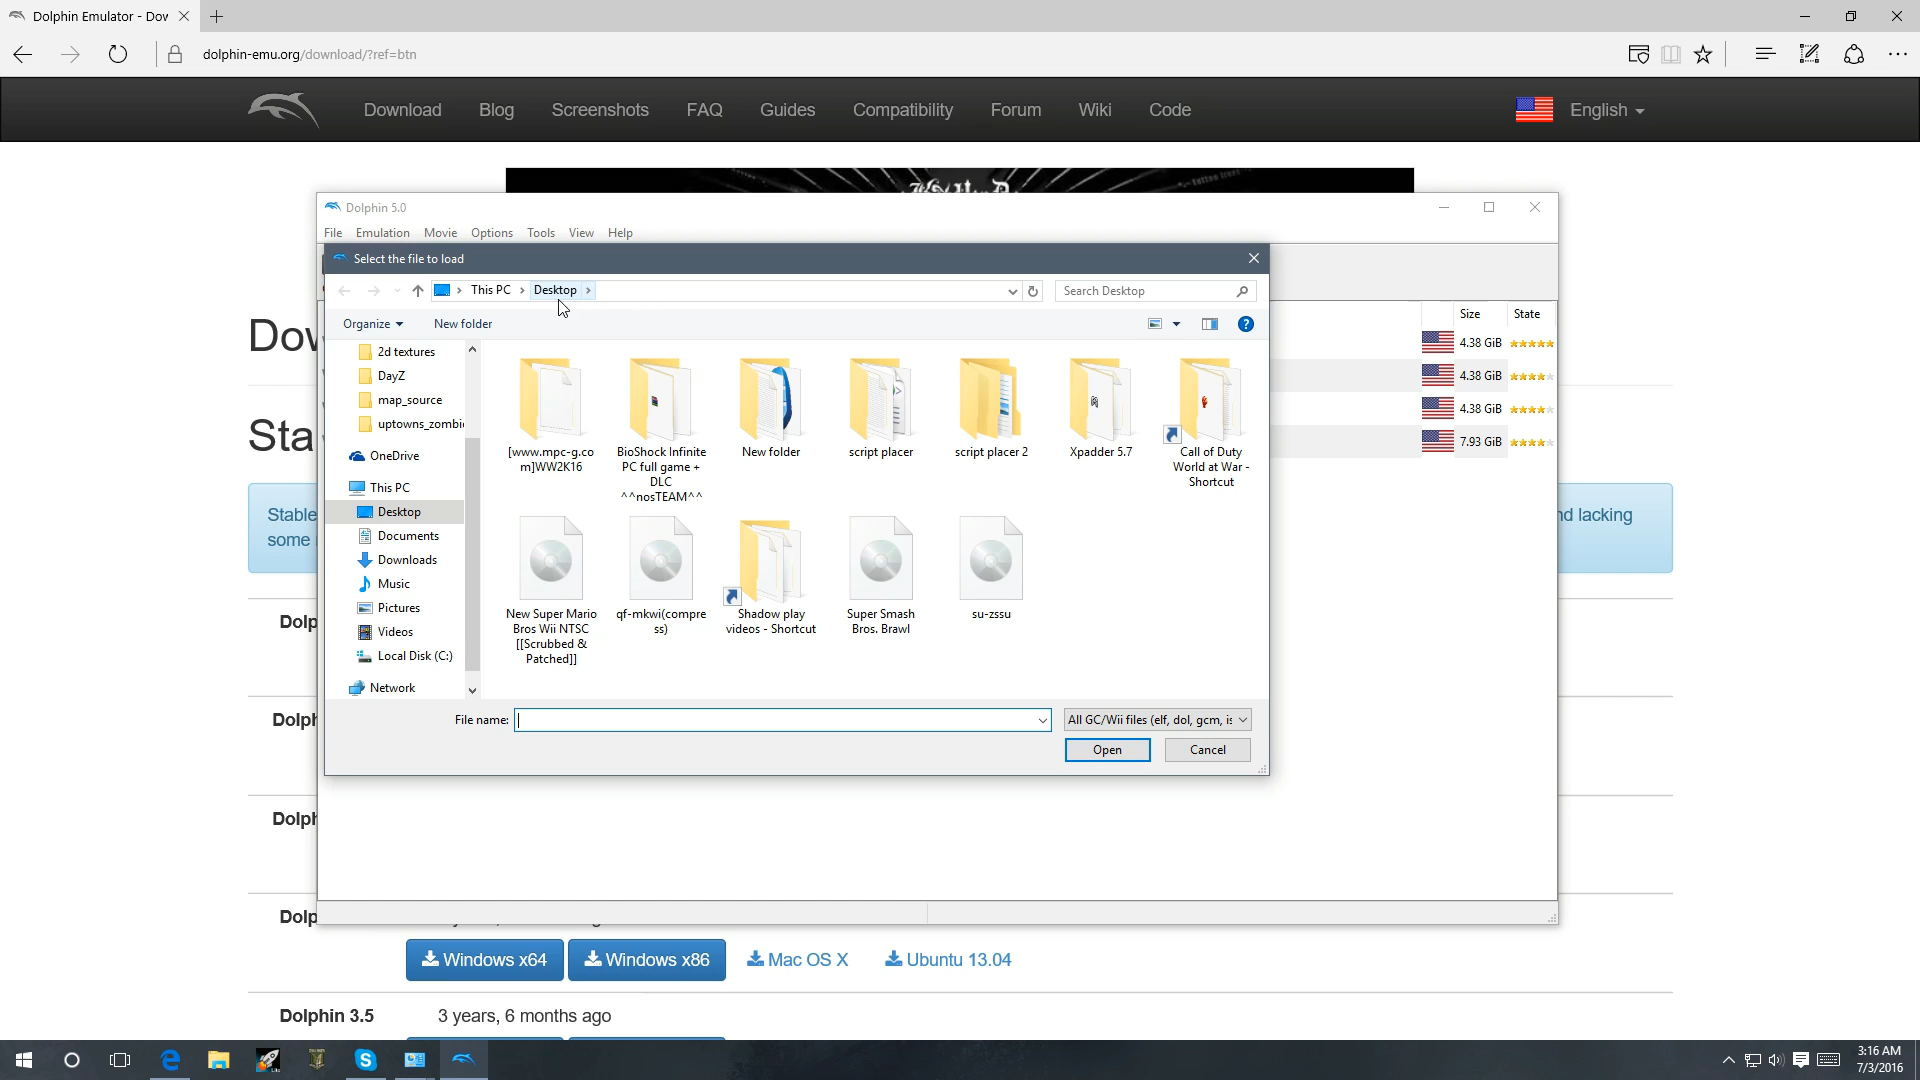 Dolphin Emulator - Dov
dolphin-emu.org/download/?ref=btn
Download Blog Screenshots FAQ Guides Compatibility Forum Wiki Code English
Dolphin 5.0
File Emulation Movie Options Tools View Help
Select the file to load
This PC Desktop Search Desktop
Organize New folder
Size State
4.38 GiB
4.38 GiB
4.38 GiB
7.93 GiB
Dov
Sta
Stable
some
nd lacking
2d textures
DayZ
map_source
uptowns_zombi
OneDrive
This PC
Desktop
Documents
Downloads
Music
Pictures
Videos
Local Disk (C:)
Network
[www.mpc-g.co
m]WW2K16
BioShock Infinite
PC full game +
DLC
^^nosTEAM^^
New folder
script placer
script placer 2
Xpadder 5.7
Call of Duty
World at War -
Shortcut
New Super Mario
Bros Wii NTSC
[[Scrubbed &
Patched]]
qf-mkwi(compre
ss)
Shadow play
videos - Shortcut
Super Smash
Bros. Brawl
su-zssu
File name: All GC/Wii files (elf, dol, gcm, is
Open Cancel
Dolp
Dolph
Dolph
Dolp
Windows x64 Windows x86 Mac OS X Ubuntu 13.04
Dolphin 3.5 3 years, 6 months ago
3:16 AM
7/3/2016